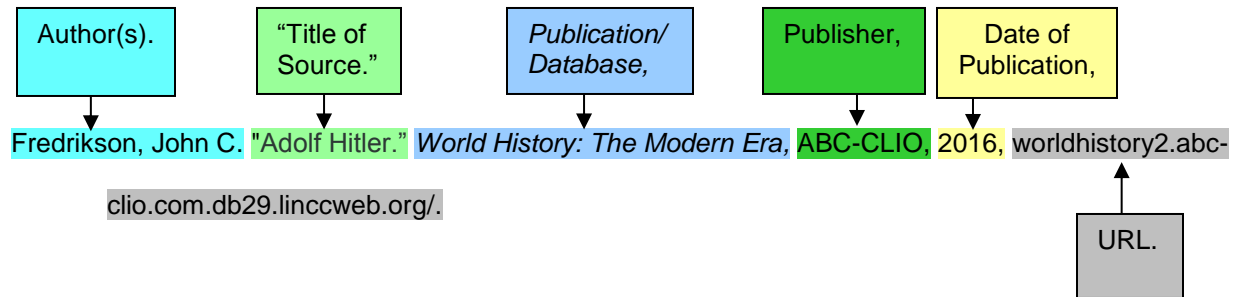 Author(s).
“Title of
Source.”
Publication/
Database,
Publisher,
Date of
Publication,
Fredrikson, John C. "Adolf Hitler.” World History: The Modern Era, ABC-CLIO, 2016, worldhistory2.abc-
clio.com.db29.linccweb.org/.
URL.